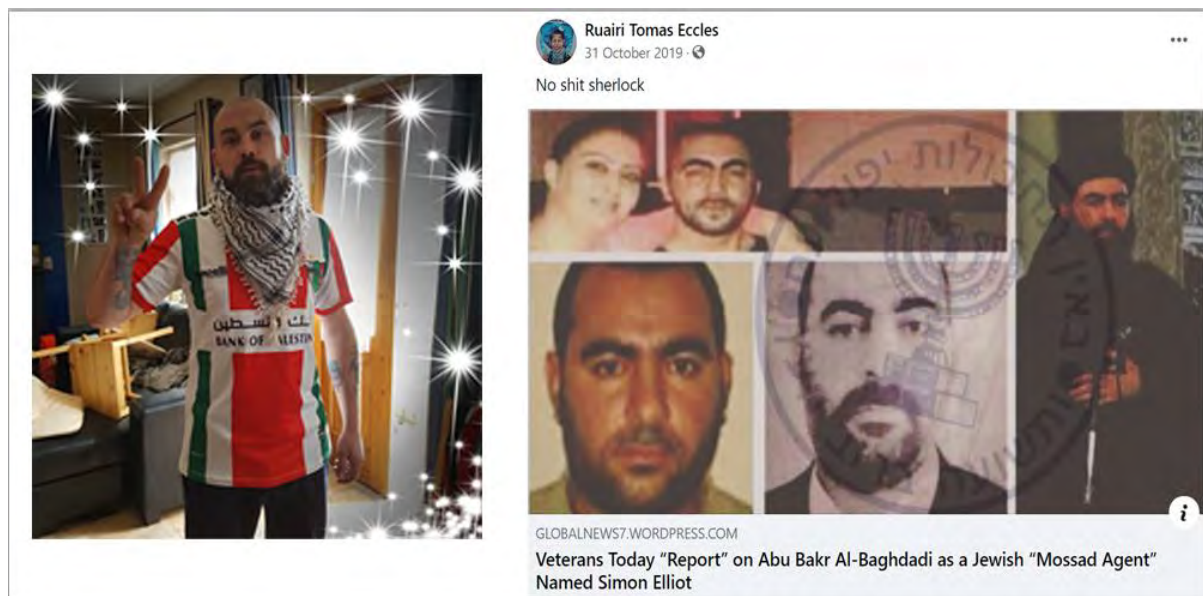 BANK OF
Ruairi Tomas Eccles
31 October 2019 ·
No shit sherlock
GLOBALNEWS7.WORDPRESS.COM
Veterans Today “Report” on Abu Bakr Al-Baghdadi as a Jewish “Mossad Agent”
Named Simon Elliot